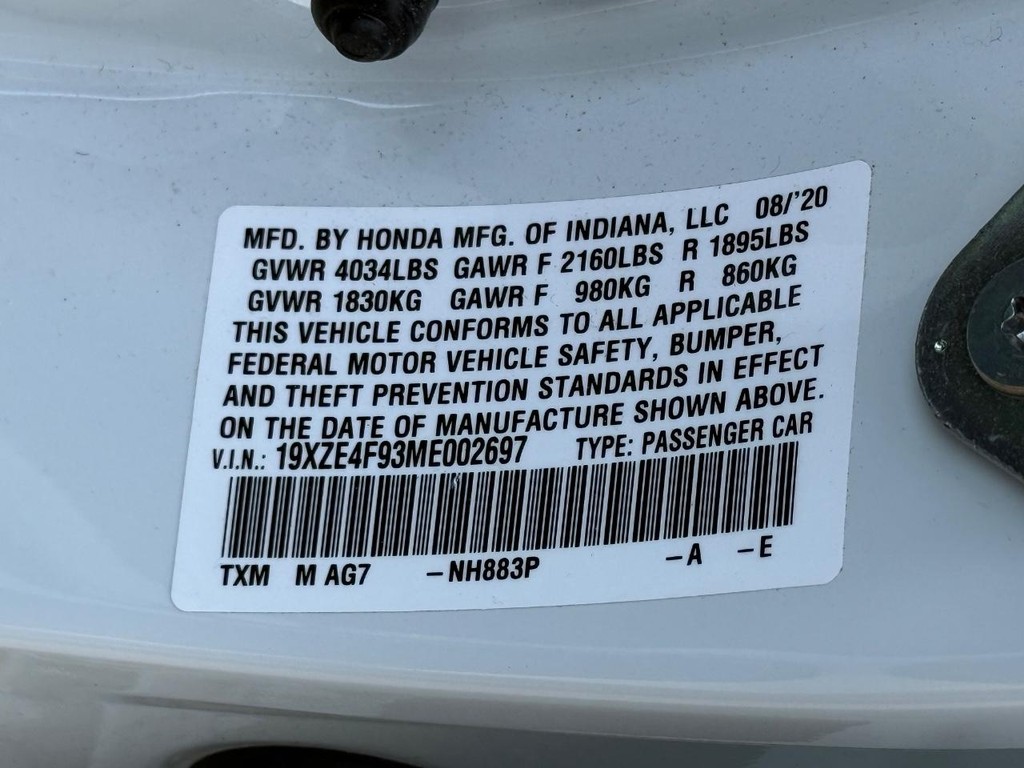 MFD. BY HONDA MFG. OF INDIANA, LLC 08/'20
GVWR 4034LBS GAWR F 2160LBS R 1895LBS
GVWR 1830KG GAWR F 980KG R 860KG
THIS VEHICLE CONFORMS TO ALL APPLICABLE
FEDERAL MOTOR VEHICLE SAFETY, BUMPER,
AND THEFT PREVENTION STANDARDS IN EFFECT
ON THE DATE OF MANUFACTURE SHOWN ABOVE.
V.I.N.: 19XZE4F93ME002697 TYPE: PASSENGER CAR
TXM M AG7 –NH883P –A –E